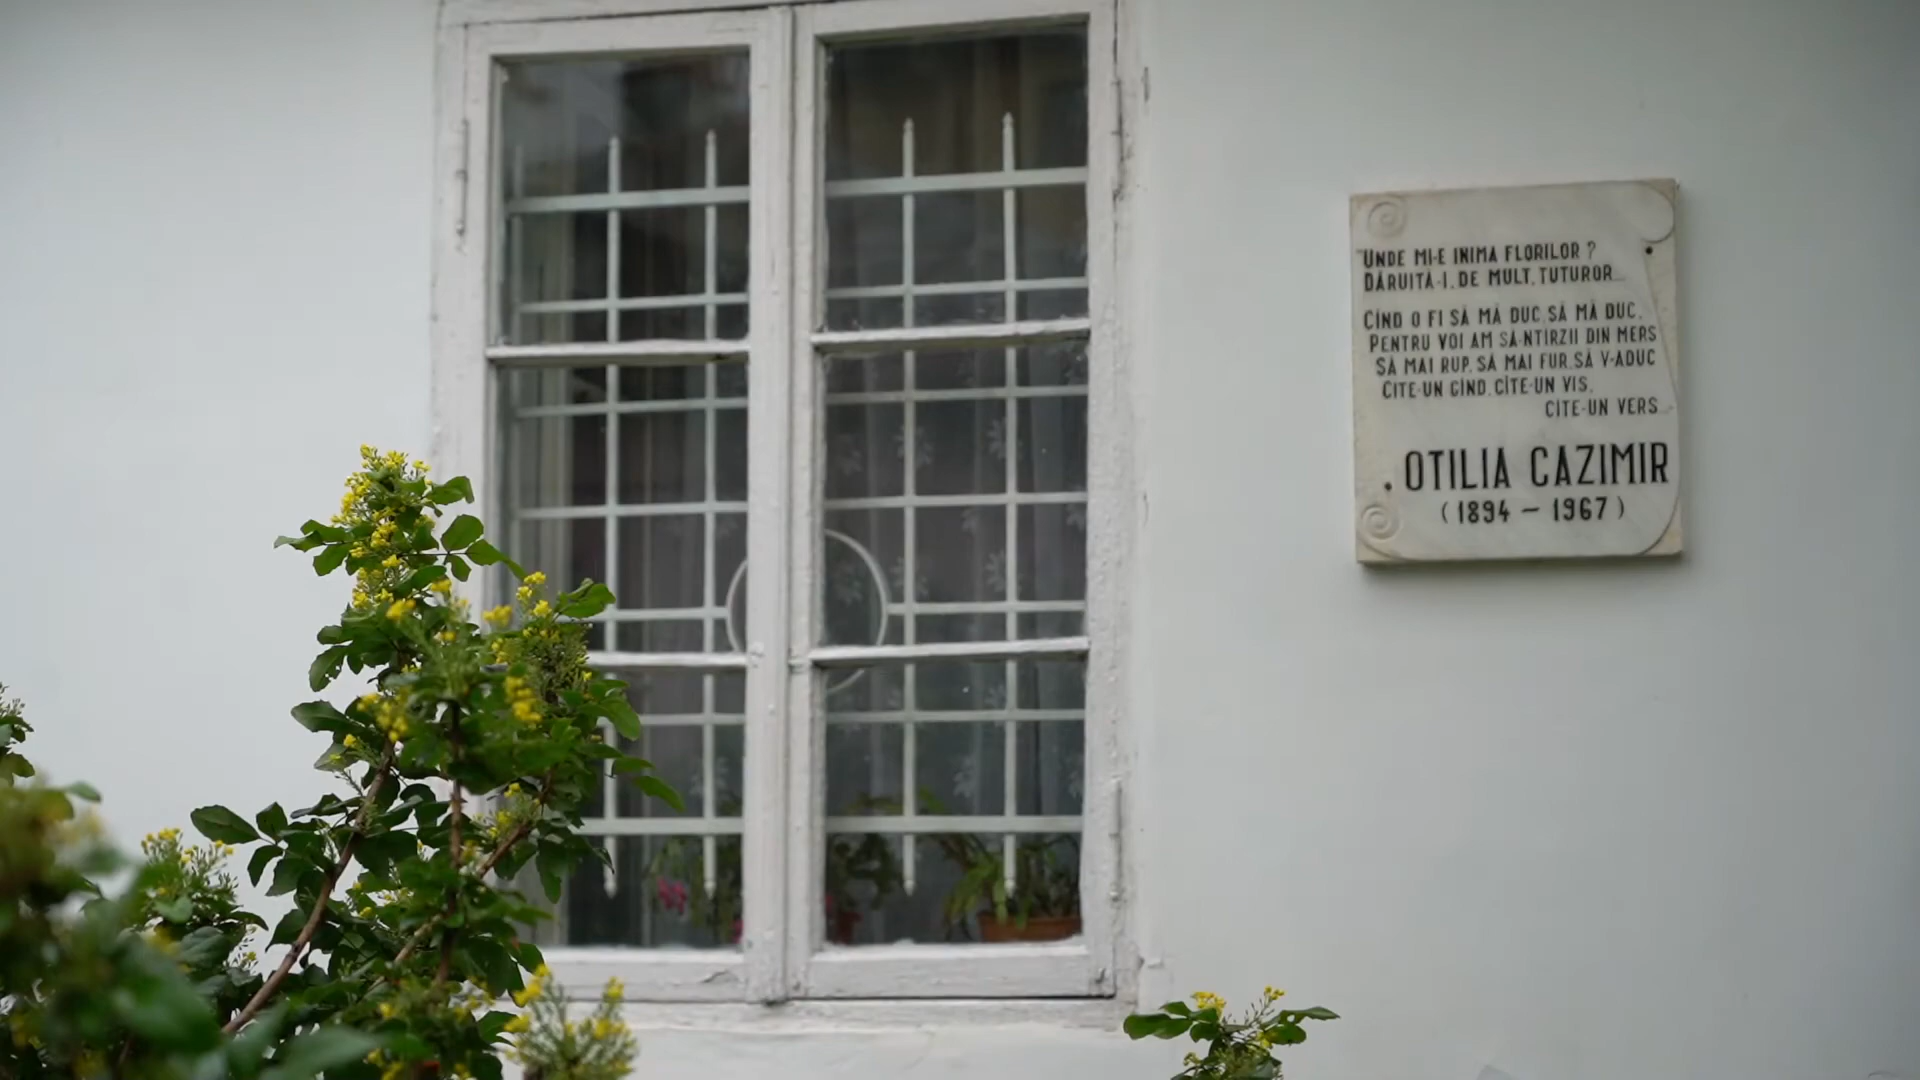 "UNDE MI-E INIMA FLORILOR ?
DĂRUITĂ-I, DE MULT, TUTUROR...
CÎND O FI SĂ MĂ DUC, SĂ MĂ DUC,
PENTRU VOI AM SĂ-NTÎRZII DIN MERS
SĂ MAI RUP, SĂ MAI FUR, SĂ V-ADUC
CÎTE-UN GÎND, CÎTE-UN VIS,
CÎTE-UN VERS..."
OTILIA CAZIMIR
(1894 — 1967)